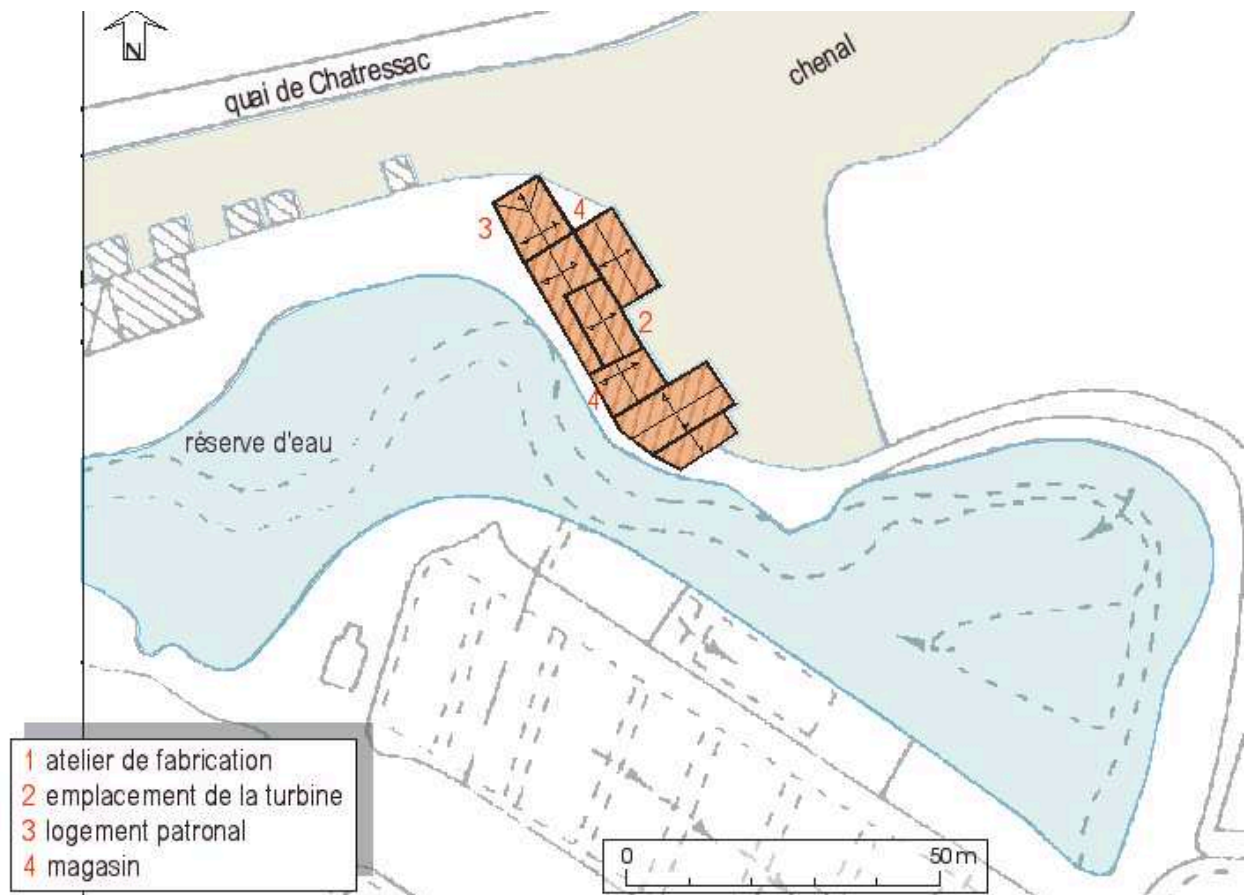 N
quai de Chatressac
chenal
4
3
2
4
réserve d'eau
1 atelier de fabrication
2 emplacement de la turbine
3 logement patronal
4 magasin
0 50 m